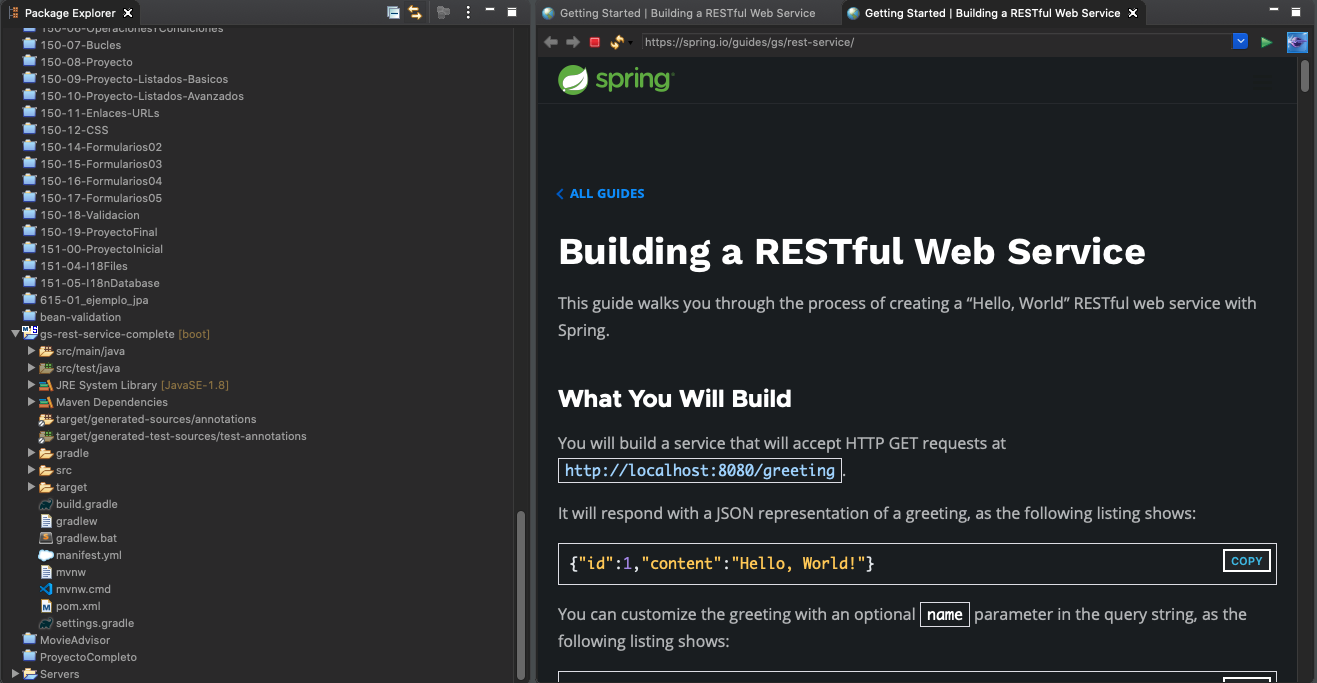 Package Explorer
150-06-OperacionesYCondiciones
150-07-Bucles
150-08-Proyecto
150-09-Proyecto-Listados-Basicos
150-10-Proyecto-Listados-Avanzados
150-11-Enlaces-URLs
150-12-CSS
150-14-Formularios02
150-15-Formularios03
150-16-Formularios04
150-17-Formularios05
150-18-Validacion
150-19-ProyectoFinal
151-00-ProyectoInicial
151-04-I18Files
151-05-I18nDatabase
615-01_ejemplo_jpa
bean-validation
gs-rest-service-complete [boot]
src/main/java
src/test/java
JRE System Library [JavaSE-1.8]
Maven Dependencies
target/generated-sources/annotations
target/generated-test-sources/test-annotations
gradle
src
target
build.gradle
gradlew
gradlew.bat
manifest.yml
mvnw
mvnw.cmd
pom.xml
settings.gradle
MovieAdvisor
ProyectoCompleto
Servers
Getting Started | Building a RESTful Web Service
Getting Started | Building a RESTful Web Service
https://spring.io/guides/gs/rest-service/
spring
ALL GUIDES
Building a RESTful Web Service
This guide walks you through the process of creating a “Hello, World” RESTful web service with
Spring.
What You Will Build
You will build a service that will accept HTTP GET requests at
http://localhost:8080/greeting.
It will respond with a JSON representation of a greeting, as the following listing shows:
{"id":1,"content":"Hello, World!"}
COPY
You can customize the greeting with an optional name parameter in the query string, as the
following listing shows: